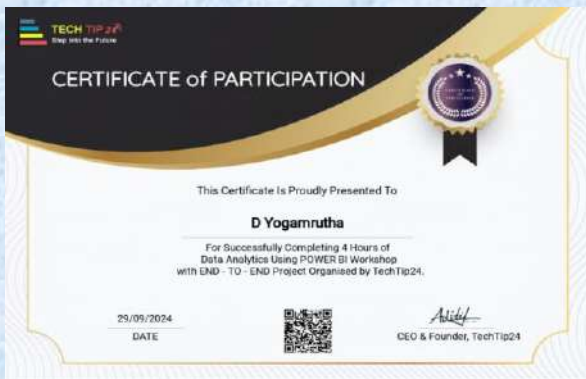 TECH TIP 24
Step Into the Future
CERTIFICATE of PARTICIPATION
This Certificate Is Proudly Presented To
D Yogamrutha
For Successfully Completing 4 Hours of
Data Analytics Using POWER BI Workshop
with END - TO - END Project Organised by TechTip24.
29/09/2024
DATE
CEO & Founder, TechTip24